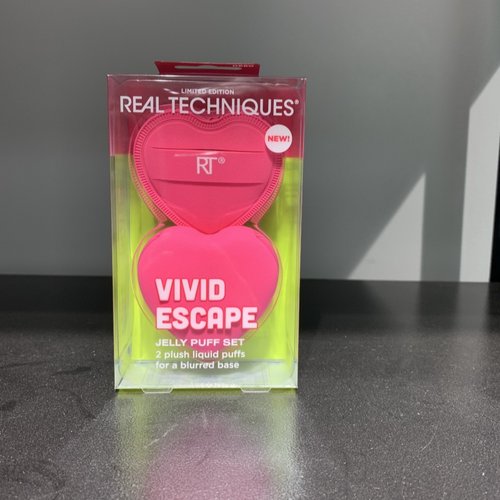 LIMITED EDITION
REAL TECHNIQUES®
NEW!
RT®
VIVID
ESCAPE
JELLY PUFF SET
2 plush liquid puffs
for a blurred base